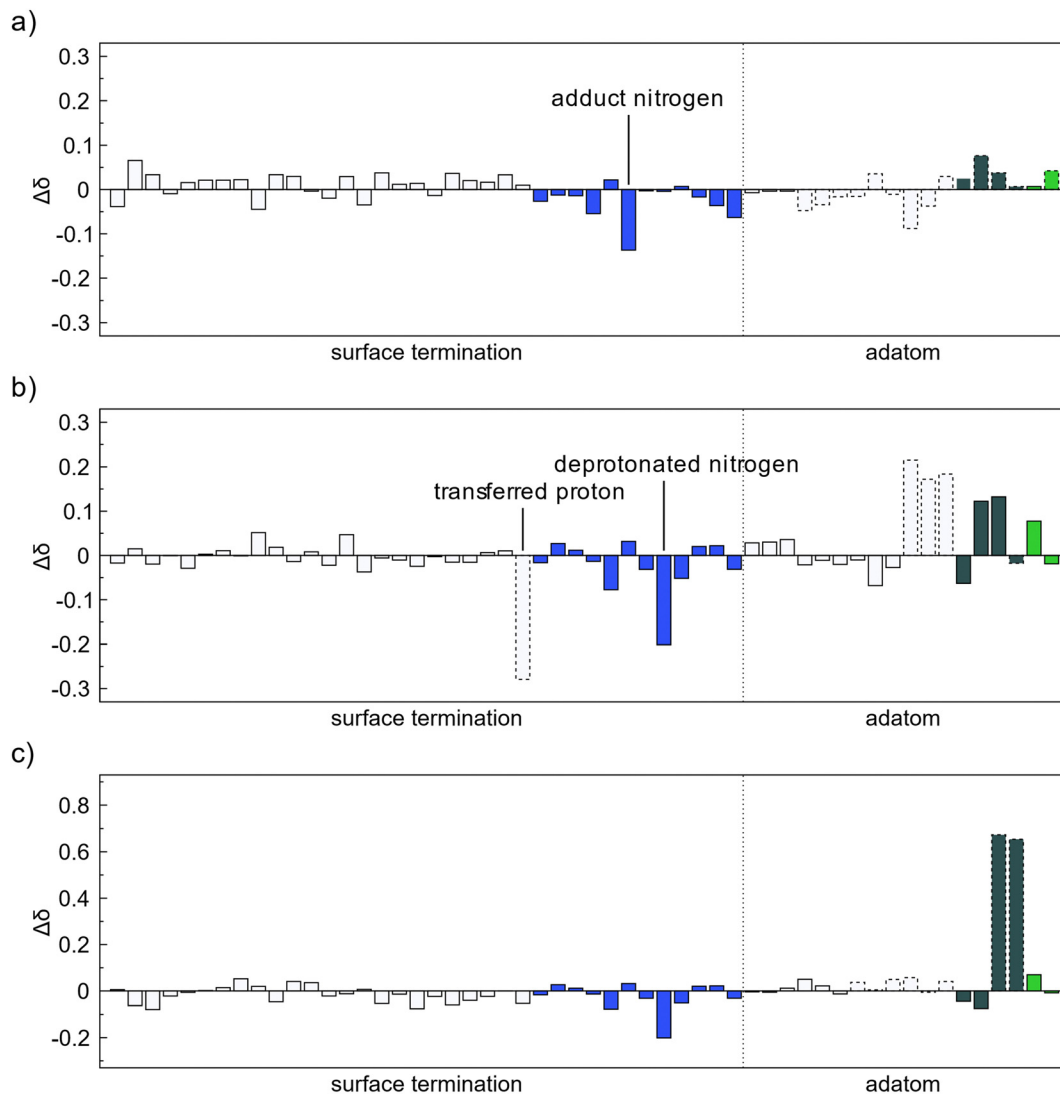 a)
0.3
0.2
adduct nitrogen
0.1
0
-0.1
-0.2
-0.3
Δδ
surface termination adatom
b)
0.3
0.2
deprotonated nitrogen
transferred proton
0.1
0
-0.1
-0.2
-0.3
Δδ
surface termination adatom
c)
0.8
0.6
0.4
0.2
0
-0.2
Δδ
surface termination adatom